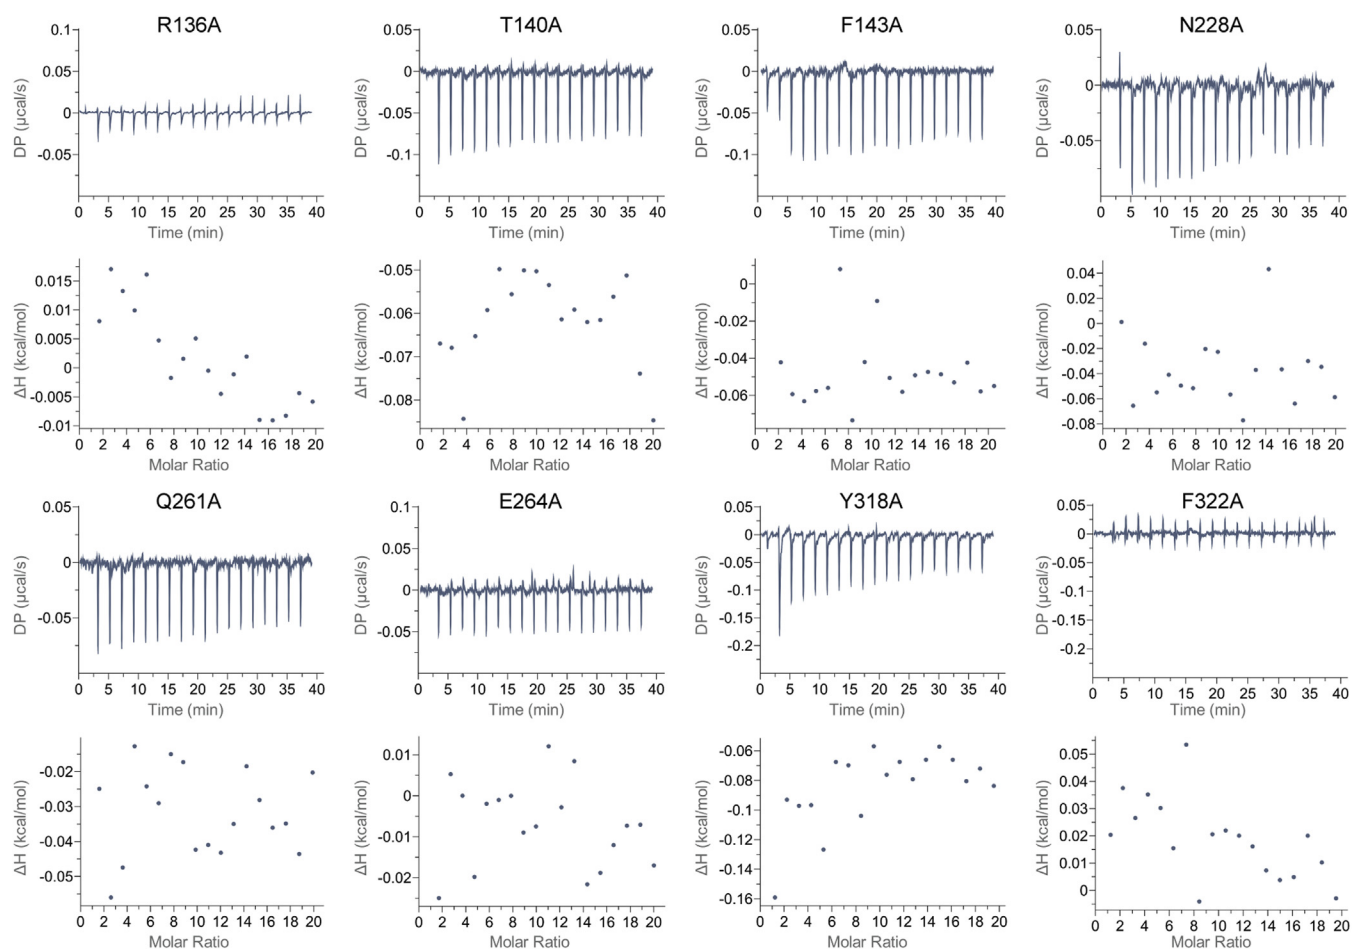 R136A
T140A
F143A
N228A
0.1
0.05
0
-0.05
DP (µcal/s)
0 5 10 15 20 25 30 35 40
Time (min)
0.05
0
-0.05
-0.1
DP (µcal/s)
0 5 10 15 20 25 30 35 40
Time (min)
0.05
0
-0.05
-0.1
DP (µcal/s)
0 5 10 15 20 25 30 35 40
Time (min)
0.05
0
-0.05
DP (µcal/s)
0 5 10 15 20 25 30 35 40
Time (min)
0.015
0.01
0.005
0
-0.005
-0.01
ΔH (kcal/mol)
0 2 4 6 8 10 12 14 16 18 20
Molar Ratio
-0.05
-0.06
-0.07
-0.08
ΔH (kcal/mol)
0 2 4 6 8 10 12 14 16 18 20
Molar Ratio
0
-0.02
-0.04
-0.06
ΔH (kcal/mol)
0 2 4 6 8 10 12 14 16 18 20
Molar Ratio
0.04
0.02
0
-0.02
-0.04
-0.06
-0.08
ΔH (kcal/mol)
0 2 4 6 8 10 12 14 16 18 20
Molar Ratio
Q261A
E264A
Y318A
F322A
0.05
0
-0.05
DP (µcal/s)
0 5 10 15 20 25 30 35 40
Time (min)
0.1
0.05
0
-0.05
DP (µcal/s)
0 5 10 15 20 25 30 35 40
Time (min)
0.05
0
-0.05
-0.1
-0.15
-0.2
DP (µcal/s)
0 5 10 15 20 25 30 35 40
Time (min)
0.05
0
-0.05
-0.1
-0.15
-0.2
DP (µcal/s)
0 5 10 15 20 25 30 35 40
Time (min)
-0.02
-0.03
-0.04
-0.05
ΔH (kcal/mol)
0 2 4 6 8 10 12 14 16 18 20
Molar Ratio
0.01
0
-0.01
-0.02
ΔH (kcal/mol)
0 2 4 6 8 10 12 14 16 18 20
Molar Ratio
-0.06
-0.08
-0.1
-0.12
-0.14
-0.16
ΔH (kcal/mol)
0 2 4 6 8 10 12 14 16 18 20
Molar Ratio
0.05
0.04
0.03
0.02
0.01
0
ΔH (kcal/mol)
0 2 4 6 8 10 12 14 16 18 20
Molar Ratio